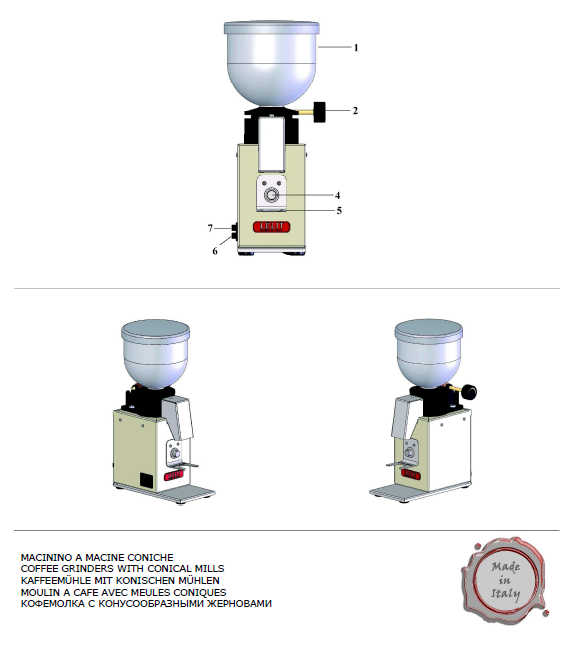 1
2
4
5
7
6
MACININO A MACINE CONICHE
COFFEE GRINDERS WITH CONICAL MILLS
KAFFEEMÜHLE MIT KONISCHEN MÜHLEN
MOULIN A CAFE AVEC MEULES CONIQUES
КОФЕМОЛКА С КОНУСООБРАЗНЫМИ ЖЕРНОВАМИ
Made
in
Italy